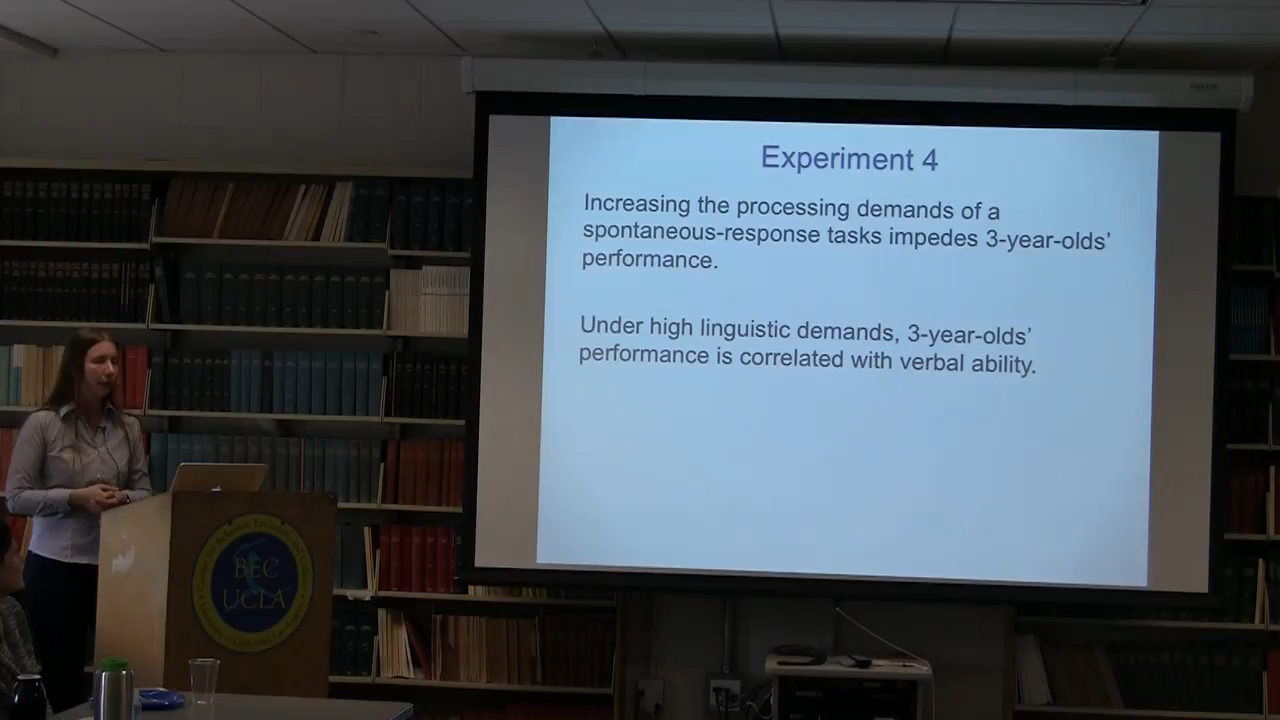 Experiment 4
Increasing the processing demands of a
spontaneous-response tasks impedes 3-year-olds'
performance.
Under high linguistic demands, 3-year-olds'
performance is correlated with verbal ability.
BEC
UCLA